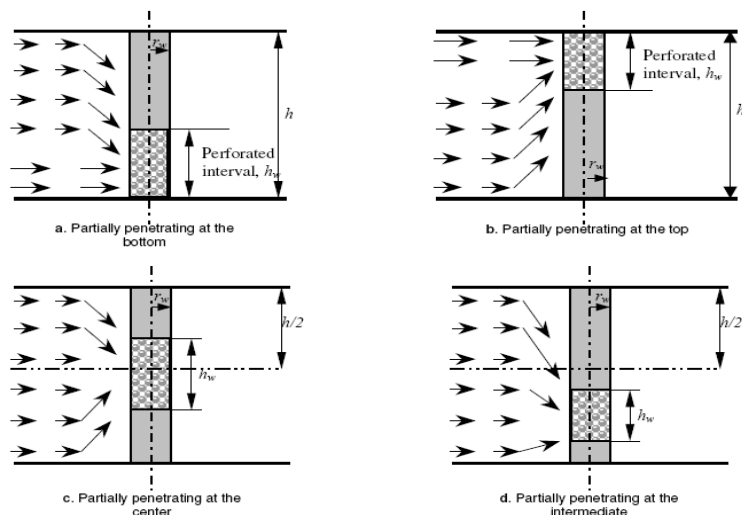 r_w
h
Perforated
interval, h_w
a. Partially penetrating at the
bottom
Perforated
interval, h_w
h
r_w
b. Partially penetrating at the top
r_w
h/2
h_w
c. Partially penetrating at the
center
r_w
h/2
h_w
d. Partially penetrating at the
intermediate